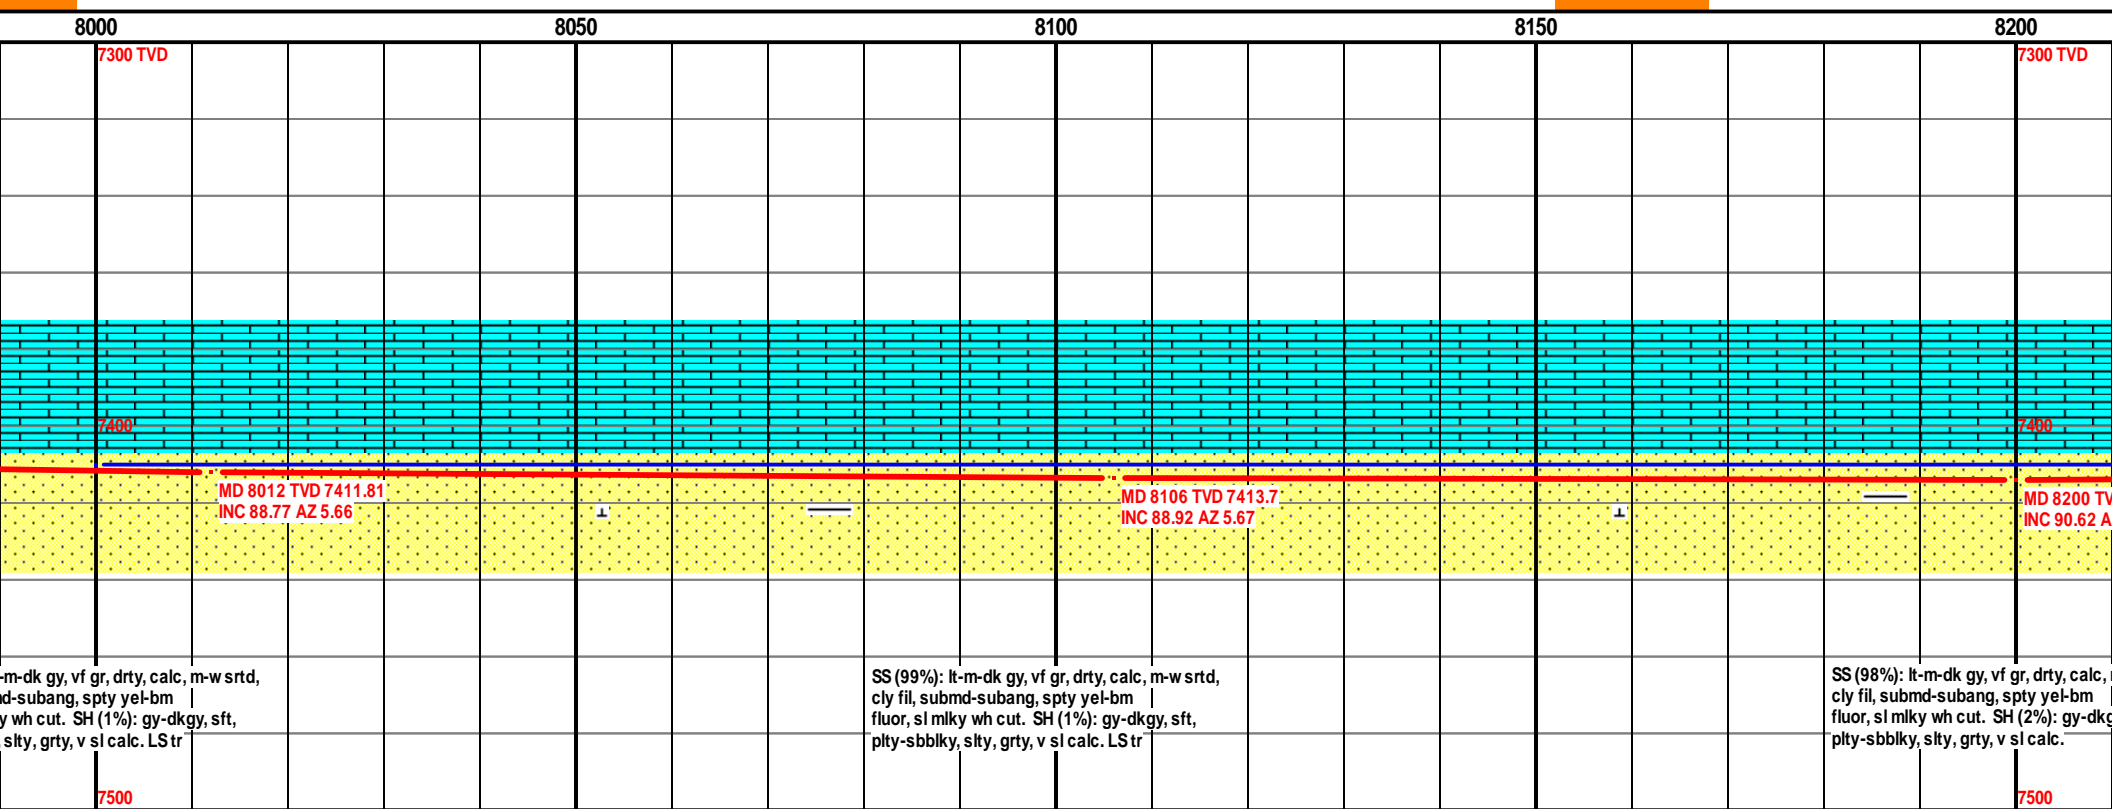 8000 8050 8100 8150 8200
7300 TVD 7300 TVD
7400 7400
MD 8012 TVD 7411.81
INC 88.77 AZ 5.66
MD 8106 TVD 7413.7
INC 88.92 AZ 5.67
MD 8200 TV
INC 90.62 A
-m-dk gy, vf gr, drty, calc, m-w srtd,
d-subang, spty yel-bm
y wh cut. SH (1%): gy-dkgy, sft,
, slty, grty, v sl calc. LS tr
SS (99%): lt-m-dk gy, vf gr, drty, calc, m-w srtd,
cly fil, submd-subang, spty yel-bm
fluor, sl mlky wh cut. SH (1%): gy-dkgy, sft,
plty-sbblky, slty, grty, v sl calc. LS tr
SS (98%): lt-m-dk gy, vf gr, drty, calc,
cly fil, submd-subang, spty yel-bm
fluor, sl mlky wh cut. SH (2%): gy-dkg
plty-sbblky, slty, grty, v sl calc.
7500 7500